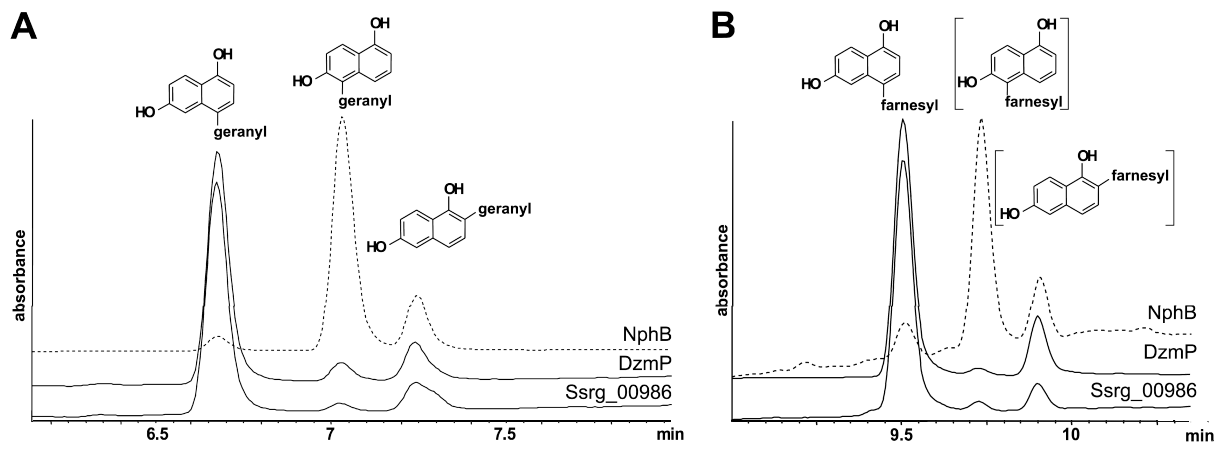 A
OH
HO
geranyl
OH
HO
geranyl
OH
geranyl
HO
absorbance
NphB
DzmP
Ssrg_00986
6.5
7
7.5
min
B
OH
HO
farnesyl
OH
HO
farnesyl
OH
farnesyl
HO
absorbance
NphB
DzmP
Ssrg_00986
9.5
10
min